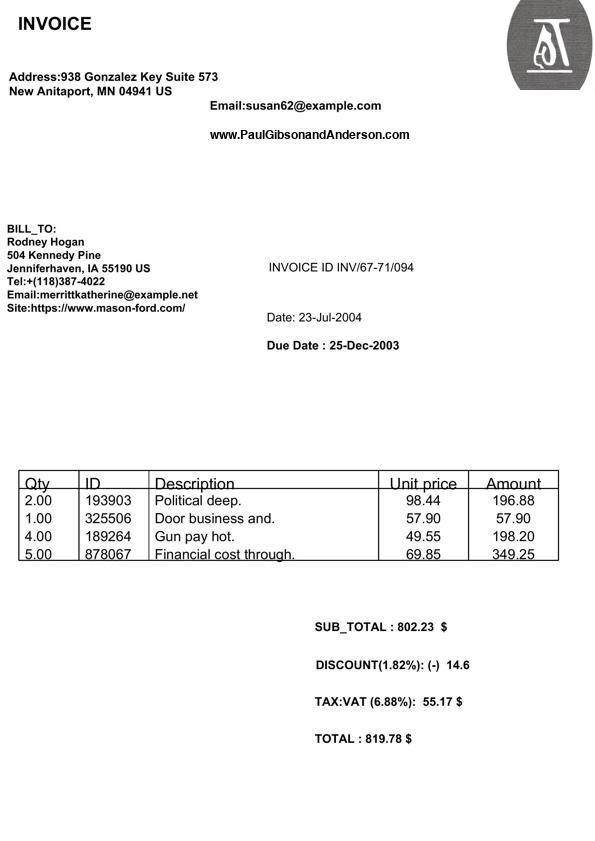 INVOICE
Address:938 Gonzalez Key Suite 573
New Anitaport, MN 04941 US
Email:susan62@example.com
www.PaulGibsonandAnderson.com
BILL_TO:
Rodney Hogan
504 Kennedy Pine
Jenniferhaven, IA 55190 US
Tel:+(118)387-4022
Email:merrittkatherine@example.net
Site:https://www.mason-ford.com/
INVOICE ID INV/67-71/094
Date: 23-Jul-2004
Due Date : 25-Dec-2003
Qty ID Description Unit price Amount
2.00 193903 Political deep. 98.44 196.88
1.00 325506 Door business and. 57.90 57.90
4.00 189264 Gun pay hot. 49.55 198.20
5.00 878067 Financial cost through. 69.85 349.25
SUB_TOTAL : 802.23 $
DISCOUNT(1.82%): (-) 14.6
TAX:VAT (6.88%): 55.17 $
TOTAL : 819.78 $